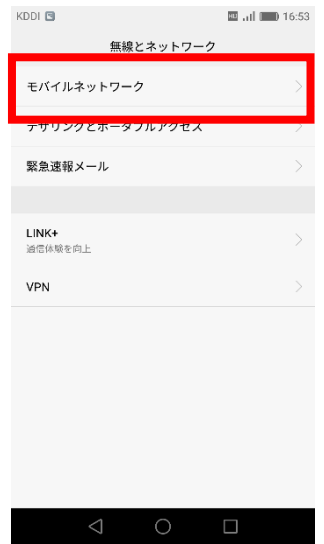 KDDI 16:53
無線とネットワーク
モバイルネットワーク
テザリングとポータブルアクセス
緊急速報メール
LINK+
通信体験を向上
VPN